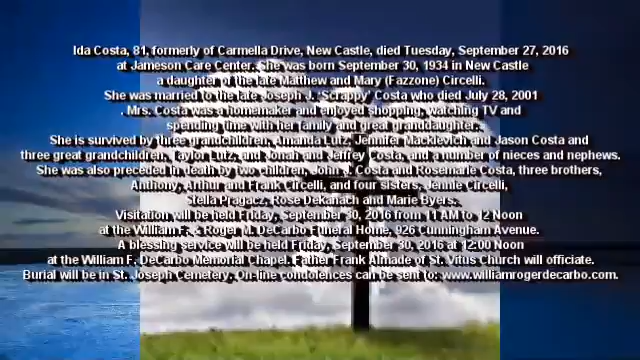 Ida Costa, 81, formerly of Carmella Drive, New Castle, died Tuesday, September 27, 2016
at Jameson Care Center. She was born September 30, 1934 in New Castle
a daughter of the late Matthew and Mary (Fazzone) Circelli.
She was married to the late Joseph J. 'Scrappy' Costa who died July 28, 2001
. Mrs. Costa was a homemaker and enjoyed shopping, watching TV and
spending time with her family and great granddaughter.
She is survived by three grandchildren, Amanda Lutz, Jennifer Mackievich and Jason Costa and
three great grandchildren, Taylor Lutz, and Jonah and Jeffrey Costa, and a number of nieces and nephews.
She was also preceded in death by two children, John J. Costa and Rosemarie Costa, three brothers,
Anthony, Arthur and Frank Circelli, and four sisters, Jennie Circelli,
Stella Pragacz, Rose Dekanach and Marie Byers.
Visitation will be held Friday, September 30, 2016 from 11 AM to 12 Noon
at the William F. & Roger M. DeCarbo Funeral Home, 926 Cunningham Avenue.
A blessing service will be held Friday, September 30, 2016 at 12:00 Noon
at the William F. DeCarbo Memorial Chapel. Father Frank Almade of St. Vitus Church will officiate.
Burial will be in St. Joseph Cemetery. On-line condolences can be sent to: www.williamrogerdecarbo.com.